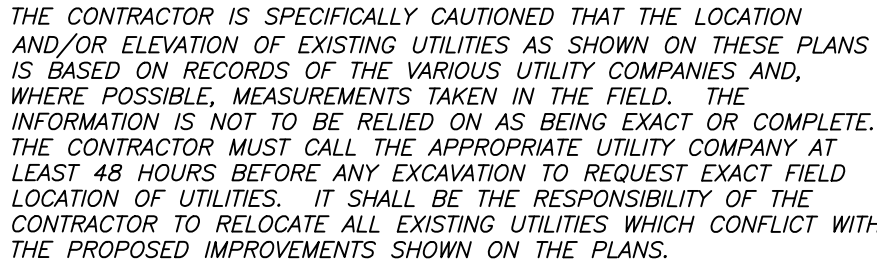 THE CONTRACTOR IS SPECIFICALLY CAUTIONED THAT THE LOCATION
AND/OR ELEVATION OF EXISTING UTILITIES AS SHOWN ON THESE PLANS
IS BASED ON RECORDS OF THE VARIOUS UTILITY COMPANIES AND,
WHERE POSSIBLE, MEASUREMENTS TAKEN IN THE FIELD. THE
INFORMATION IS NOT TO BE RELIED ON AS BEING EXACT OR COMPLETE.
THE CONTRACTOR MUST CALL THE APPROPRIATE UTILITY COMPANY AT
LEAST 48 HOURS BEFORE ANY EXCAVATION TO REQUEST EXACT FIELD
LOCATION OF UTILITIES. IT SHALL BE THE RESPONSIBILITY OF THE
CONTRACTOR TO RELOCATE ALL EXISTING UTILITIES WHICH CONFLICT WITH
THE PROPOSED IMPROVEMENTS SHOWN ON THE PLANS.